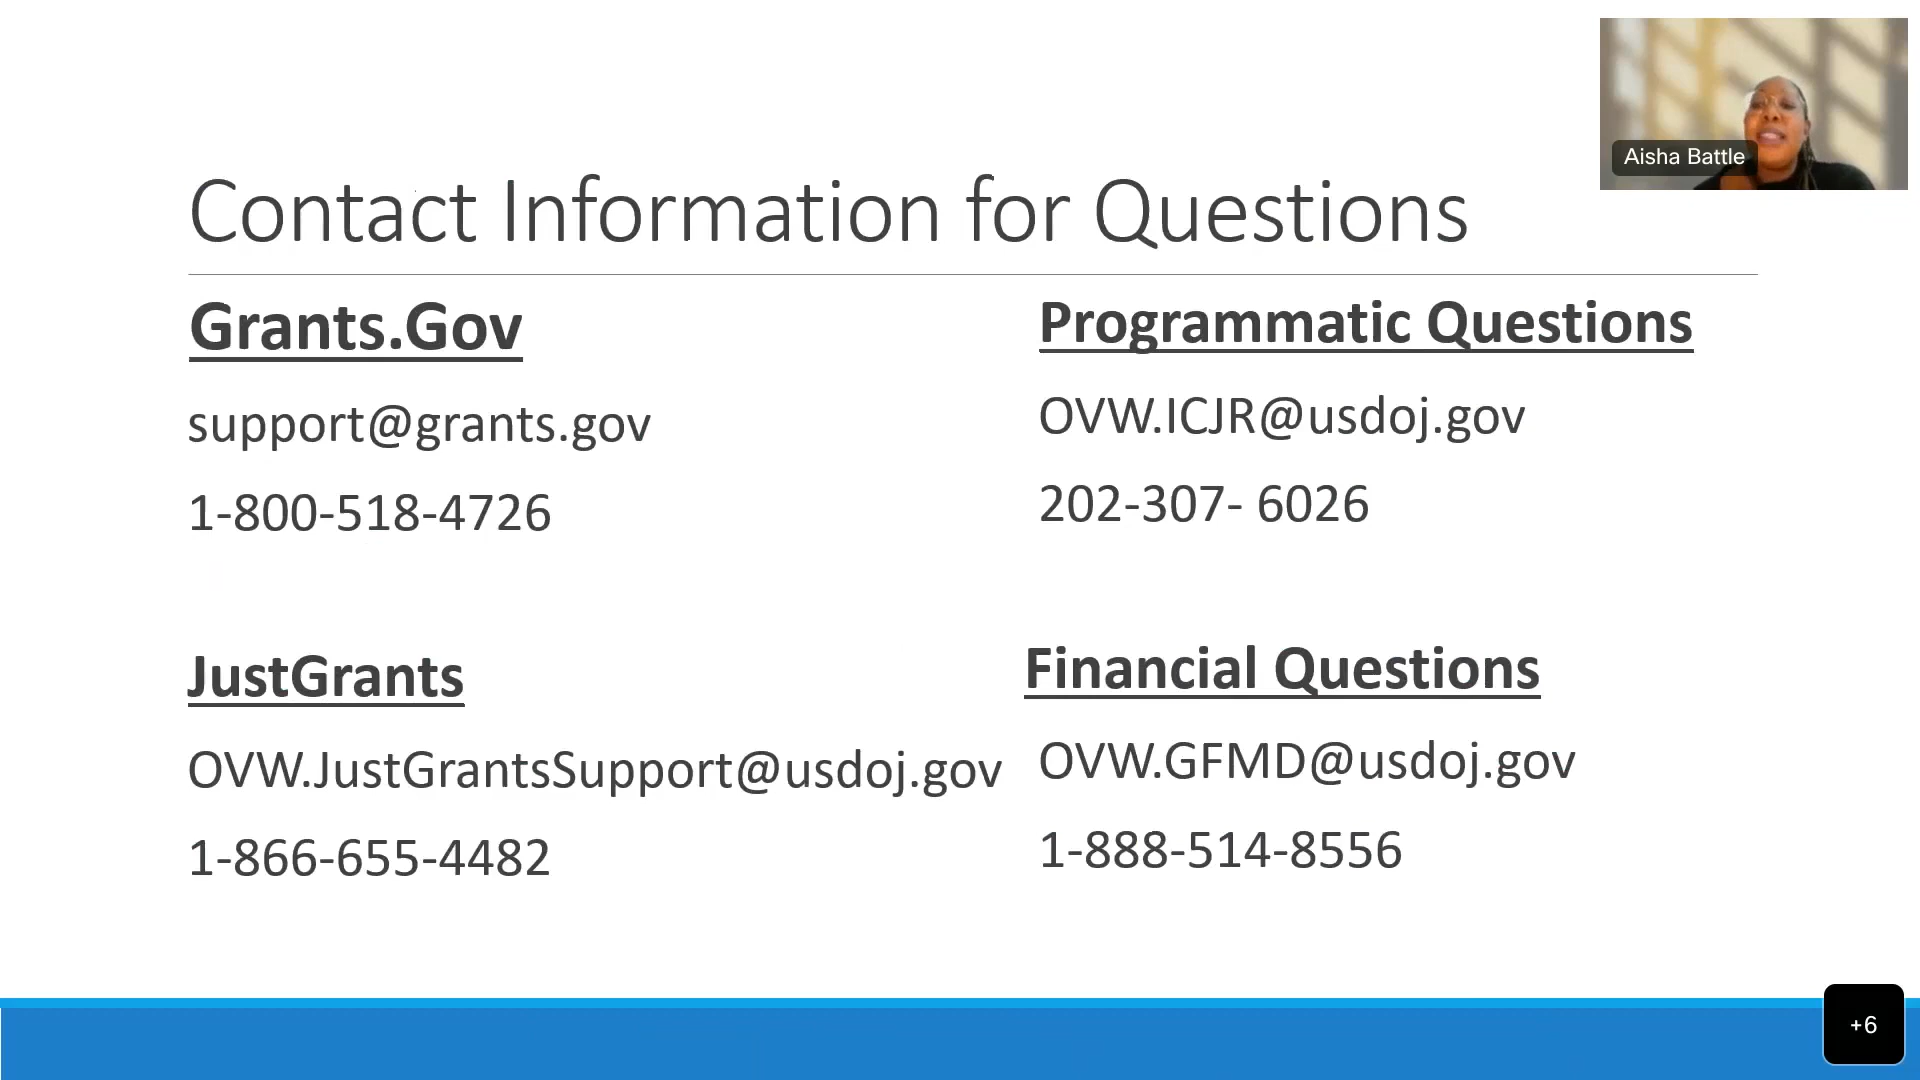 Aisha Battle
Contact Information for Questions
Grants.Gov
support@grants.gov
1-800-518-4726
JustGrants
OVW.JustGrantsSupport@usdoj.gov
1-866-655-4482
Programmatic Questions
OVW.ICJR@usdoj.gov
202-307- 6026
Financial Questions
OVW.GFMD@usdoj.gov
1-888-514-8556
+6